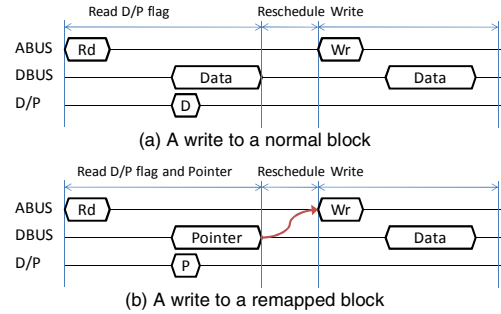 Read D/P flag Reschedule Write
ABUS Rd Wr
DBUS Data Data
D/P D
(a) A write to a normal block
Read D/P flag and Pointer Reschedule Write
ABUS Rd Wr
DBUS Pointer Data
D/P P
(b) A write to a remapped block